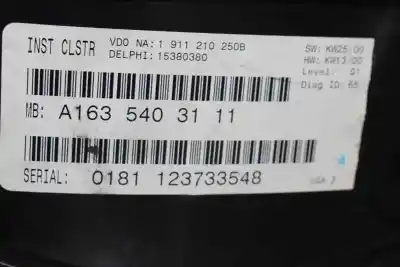 INST CLSTR
VDO NA: 1 911 210 250B
DELPHI: 15380380
SW: KW25/00
HW: KW13/00
Level: 01
Diag ID: 65
MB: A163 540 31 11
SERIAL: 0181 123733548
USA 2